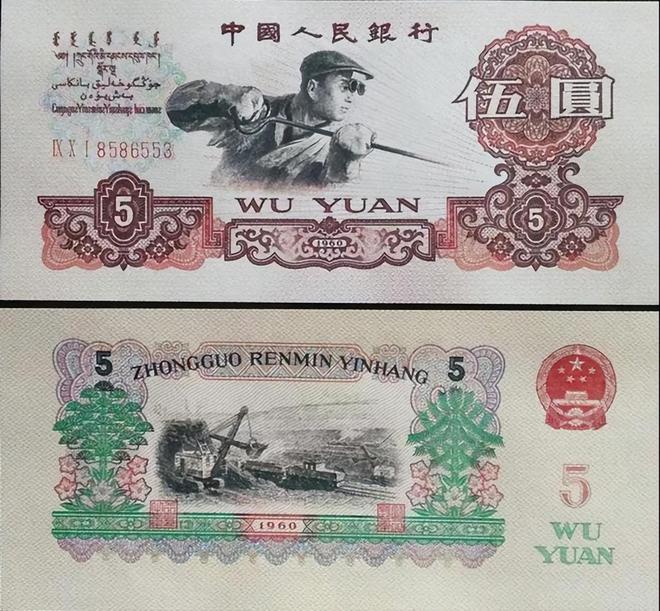 中國人民銀行
伍圓
IX X I 8586553
5
WU YUAN
5
1960
5
ZHONGGUO RENMIN YINHANG
5
1960
5
WU
YUAN